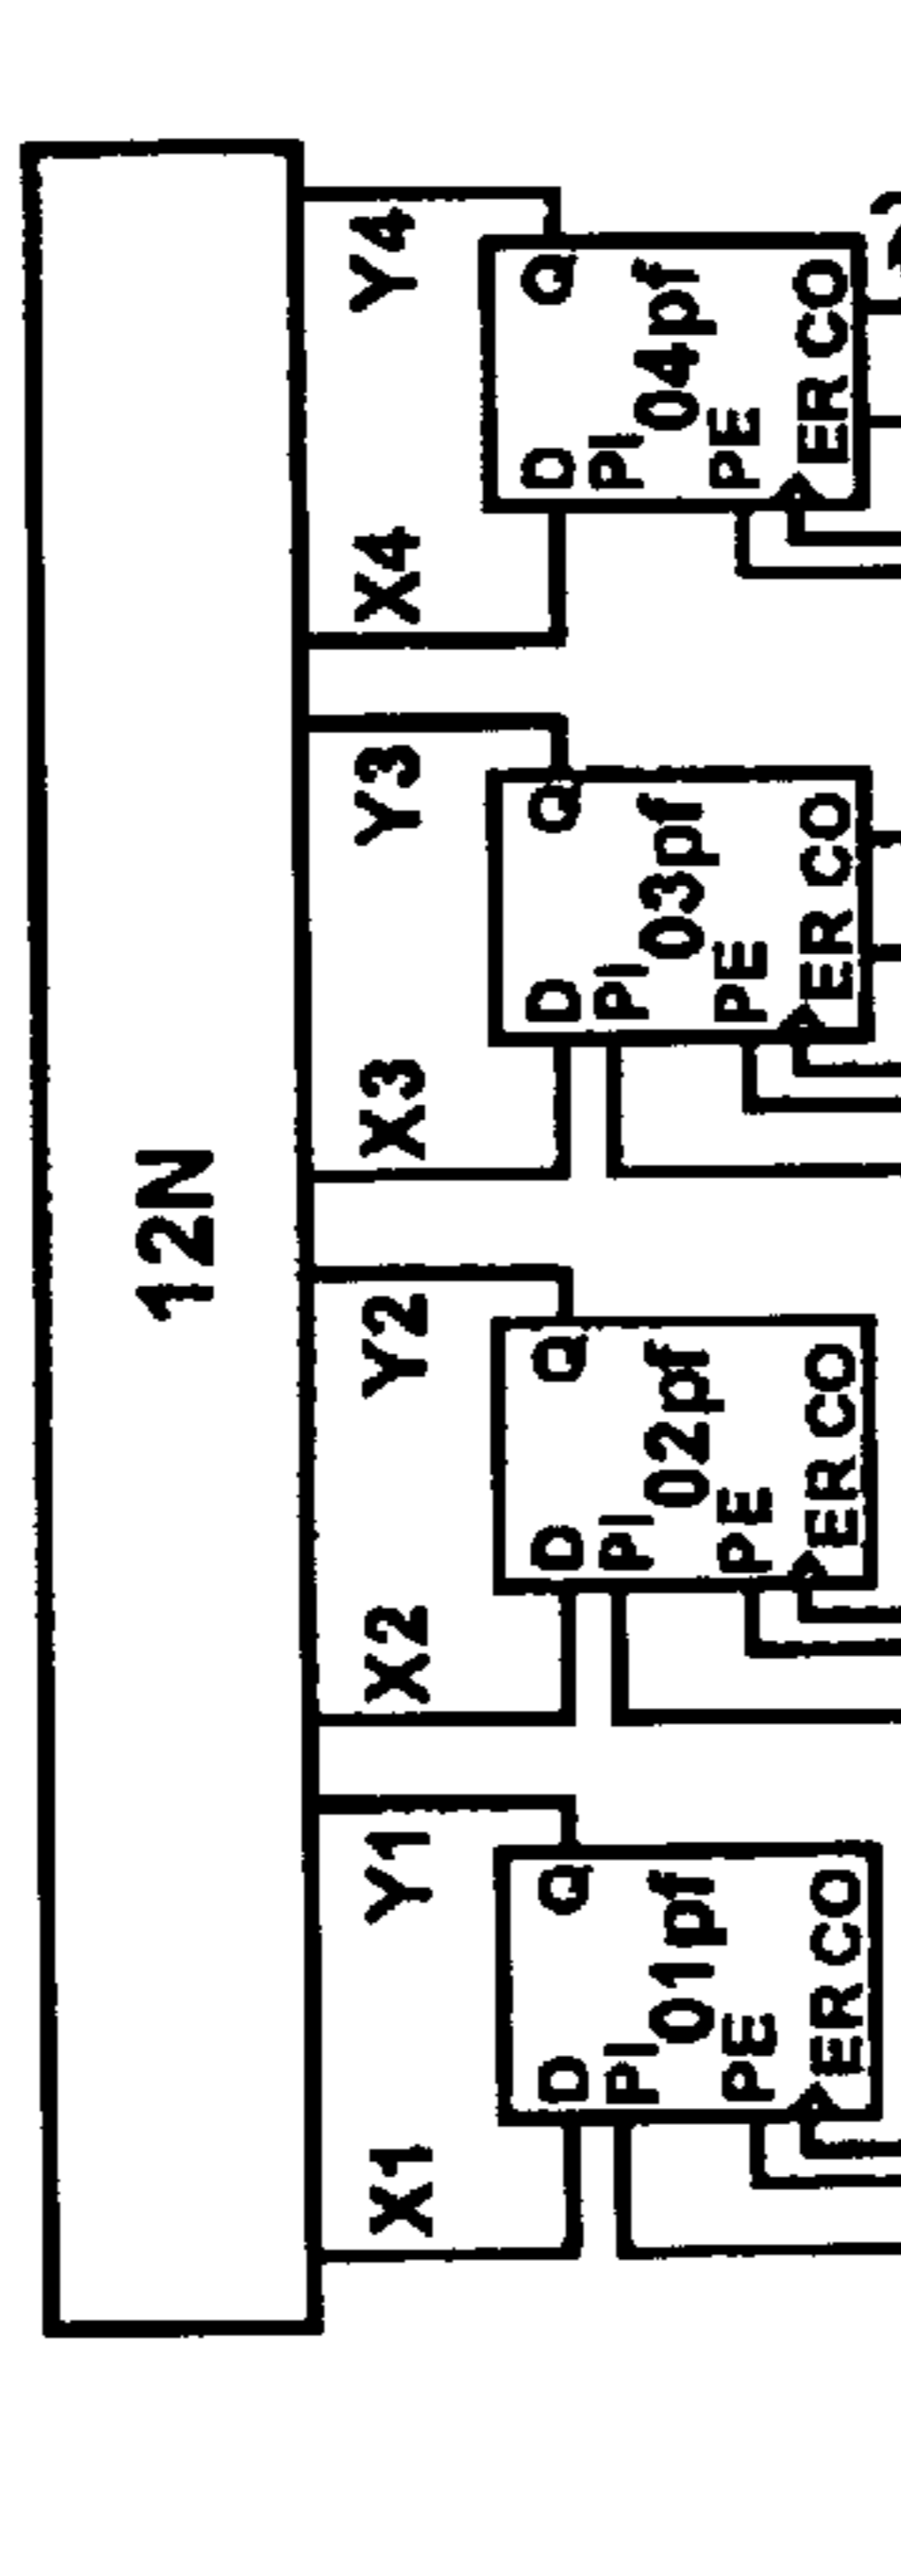 12N
X1 Y1 X2 Y2 X3 Y3 X4 Y4
D Q
PI
01pf
PE
ER CO
D Q
PI
02pf
PE
ER CO
D Q
PI
03pf
PE
ER CO
D Q
PI
04pf
PE
ER CO